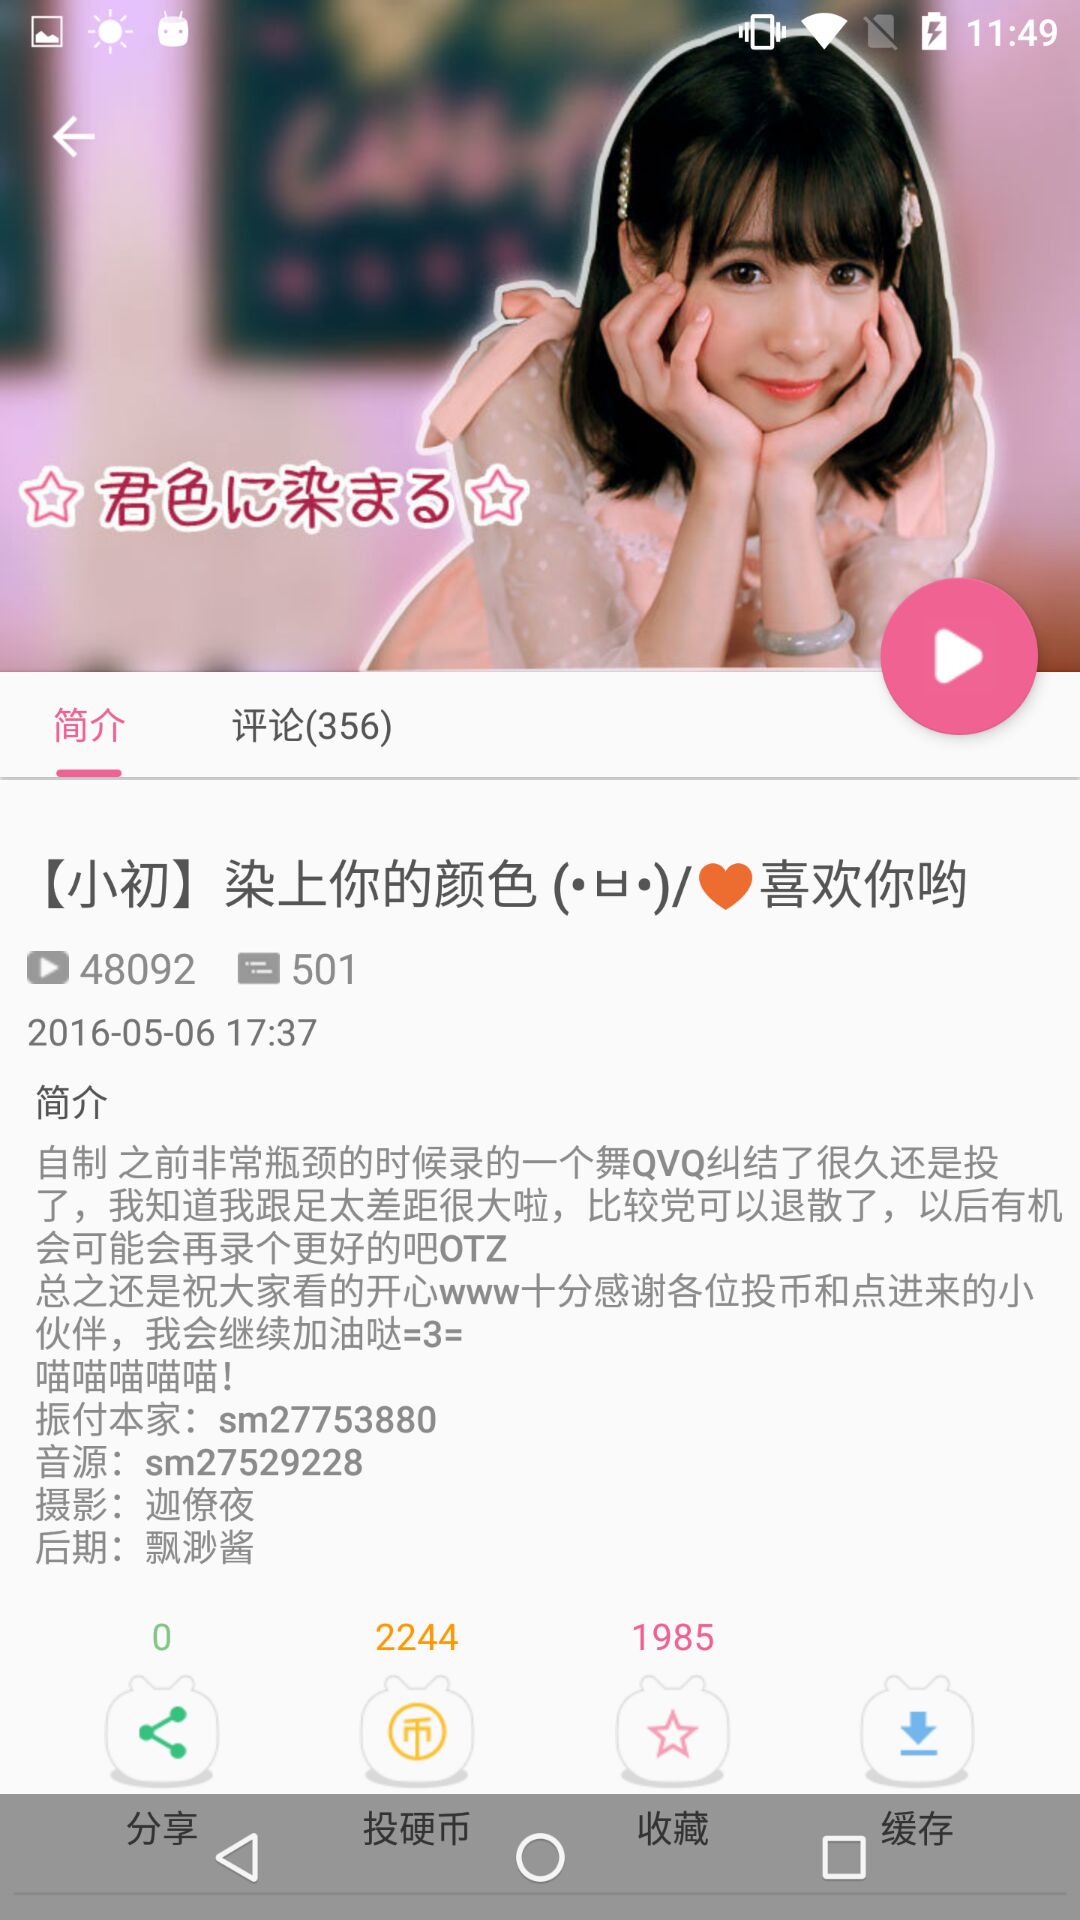 11:49
☆君色に染まる☆
简介 评论(356)
【小初】染上你的颜色 (•ㅂ•)/♥喜欢你哟
48092 501
2016-05-06 17:37
简介
自制 之前非常瓶颈的时候录的一个舞QVQ纠结了很久还是投
了，我知道我跟足太差距很大啦，比较党可以退散了，以后有机
会可能会再录个更好的吧OTZ
总之还是祝大家看的开心www十分感谢各位投币和点进来的小
伙伴，我会继续加油哒=3=
喵喵喵喵喵！
振付本家：sm27753880
音源：sm27529228
摄影：迦僚夜
后期：飘渺酱
0 2244 1985
币
分享 投硬币 收藏 缓存